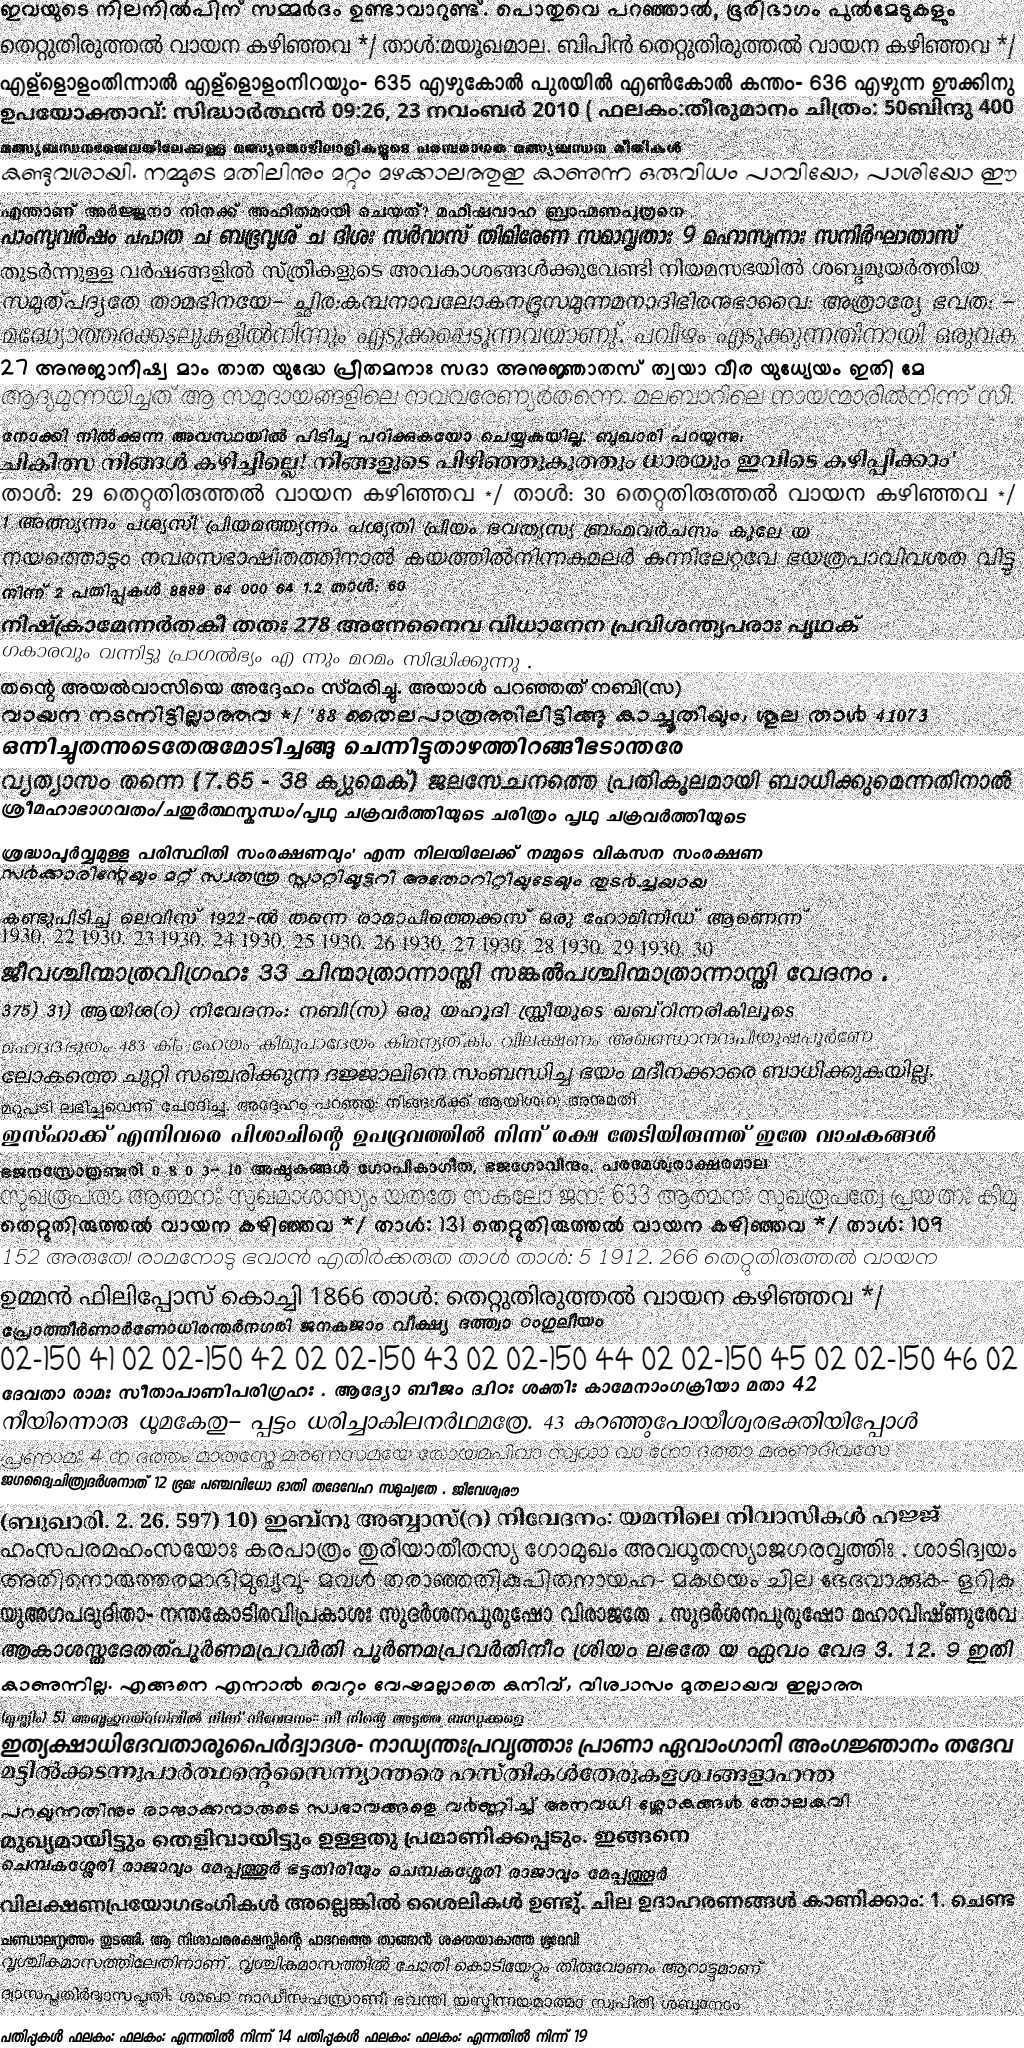 ഇവയുടെ നിലനിൽപിന് സമ്മർദം ഉണ്ടാവാറുണ്ട്. പൊതുവെ പറഞ്ഞാൽ, ഭൂരിഭാഗം പുൽമേടുകളും
തെറ്റുതിരുത്തൽ വായന കഴിഞ്ഞവ */ താൾ:മയൂഖമാല. ബിപിൻ തെറ്റുതിരുത്തൽ വായന കഴിഞ്ഞവ */
എള്ളൊളംതിന്നാൽ എള്ളൊളംനിറയും- 635 എഴുകോൽ പുരയിൽ എൺകോൽ കന്തം- 636 എഴുന്ന ഊക്കിനു
ഉപയോക്താവ്: സിദ്ധാർത്ഥൻ 09:26, 23 നവംബർ 2010 ( ഫലകം:തീരുമാനം ചിത്രം: 50ബിന്ദു 400
മത്സ്യബന്ധനമേഖലയിലേക്കുള്ള മത്സ്യതൊഴിലാളികളുടെ പരമ്പരാഗത മത്സ്യബന്ധന രീതികൾ
കണ്ടുവശായി. നമ്മുടെ മതിലിനും മറ്റും മഴക്കാലഋതുഇ കാണുന്ന ഒരുവിധം പാവിയോ, പാശിയോ ഈ
എന്താണ് അർജ്ജുനാ നിനക്ക് അഹിതമായി ചെയത്? മഹിഷവാഹ ബ്രാഹ്മണപുത്രനെ
പാംസുവർഷം പപാത ച ബഭ്രുവുശ് ച ദിശഃ സർവാസ് തിമിരേണ സമാവൃതാഃ 9 മഹാസ്വനാഃ സനിർഘാതാസ്
തുടർന്നുള്ള വർഷങ്ങളിൽ സ്ത്രീകളുടെ അവകാശങ്ങൾക്കുവേണ്ടി നിയമസഭയിൽ ശബ്ദമുയർത്തിയ
സമുത്പദ്യതേ താമഭിനയേ– ച്ഛിരഃകമ്പനാവലോകനഭ്രൂസമുന്നമനാദിഭിരനുഭാവൈഃ അത്രാര്യേ ഭവതഃ –
മദ്ധ്യോത്തരക്കടലുകളിൽനിന്നും എടുക്കപ്പെടുന്നവയാണു്. പവിഴം എടുക്കുന്നതിനായി ഒരുവക
27 അനുജാനീഷ്വ മാം താത യുദ്ധേ പ്രീതമനാഃ സദാ അനുജ്ഞാതസ് ത്വയാ വീര യുധ്യേയം ഇതി മേ
ആദ്യമുന്നയിച്ചത് ആ സമുദായങ്ങളിലെ നവവരേണ്യർതന്നെ. മലബാറിലെ നായന്മാരിൽനിന്ന് സി.
നോക്കി നിൽക്കുന്ന അവസ്ഥയിൽ പിടിച്ചു പറിക്കുകയോ ചെയ്യുകയില്ല. ബുഖാരി പറയുന്നു:
ചികിത്സ നിങ്ങൾ കഴിച്ചില്ലെ! നിങ്ങളുടെ പിഴിഞ്ഞുകുത്തും ധാരയും ഇവിടെ കഴിപ്പിക്കാം'
താൾ: 29 തെറ്റുതിരുത്തൽ വായന കഴിഞ്ഞവ */ താൾ: 30 തെറ്റുതിരുത്തൽ വായന കഴിഞ്ഞവ */
1 അത്സ്യന്നം പശ്യസി! പ്രിയമത്ത്യന്നം പശ്യതി പ്രിയം ഭവത്യസ്യ ബ്രഹ്മവർചസം കുലേ യ
നയത്തൊടും നവരസഭാഷിതത്തിനാൽ കയത്തിൽനിന്നകമലർ കുന്നിലേറ്റവേ ഭയത്രപാവിവശത വിട്ടു
നിന്ന് 2 പതിപ്പുകൾ 8889 64 000 64 1.2 താൾ: 60
നിഷ്ക്രാമേന്നർതകീ തതഃ 278 അനേനൈവ വിധാനേന പ്രവിശന്ത്യപരാഃ പൃഥക്
ഗകാരവും വന്നിട്ടു പ്രാഗൽഭ്യം എ ന്നും മറമം സിദ്ധിക്കുന്നു .
തന്റെ അയൽവാസിയെ അദ്ദേഹം സ്മരിച്ചു. അയാൾ പറഞ്ഞത് നബി(സ)
വായന നടന്നിട്ടില്ലാത്തവ */ '88 തൈലപാത്രത്തിലിട്ടിങ്ങു കാച്ചൂതിയും, ശൂല താൾ 41073
ഒന്നിച്ചുതന്നുടെതേരുമോടിച്ചങ്ങു ചെന്നിട്ടുതാഴത്തിറങ്ങീഭടാന്തരേ
വ്യത്യാസം തന്നെ (7.65 - 38 ക്യുമെക്) ജലസേചനത്തെ പ്രതികൂലമായി ബാധിക്കുമെന്നതിനാൽ
ശ്രീമഹാഭാഗവതം/ചതുർത്ഥസ്കന്ധം/പൃഥു ചക്രവർത്തിയുടെ ചരിത്രം പൃഥു ചക്രവർത്തിയുടെ
ശ്രദ്ധാപൂർവ്വമുള്ള പരിസ്ഥിതി സംരക്ഷണവും' എന്ന നിലയിലേക്ക് നമ്മുടെ വികസന സംരക്ഷണ
സർക്കാരിന്റേയും മറ്റ് സ്വതന്ത്ര സ്റ്റാറ്റിയൂട്ടറി അതോറിറ്റിയുടേയും തുടർച്ചയായ
കണ്ടുപിടിച്ച ലെവിസ് 1922-ൽ തന്നെ രാമാപിത്തെക്കസ് ഒരു ഹോമിനിഡ് ആണെന്ന്
1930. 22 1930. 23 1930. 24 1930. 25 1930. 26 1930. 27 1930. 28 1930. 29 1930. 30
ജീവശ്ചിന്മാത്രവിഗ്രഹഃ 33 ചിന്മാത്രാന്നാസ്തി സങ്കൽപശ്ചിന്മാത്രാന്നാസ്തി വേദനം .
375) 31) ആയിശ(റ) നിവേദനം: നബി(സ) ഒരു യഹൂദി സ്ത്രീയുടെ ഖബ്റിന്നരികിലൂടെ
മഹദദ്ഭുതം 483 കിം ഹേയം കിമുപാദേയം കിമന്യത്കിം വിലക്ഷണം അഖണ്ഡാനന്ദപീയൂഷപൂർണേ
ലോകത്തെ ചുറ്റി സഞ്ചരിക്കുന്ന ദജ്ജാലിനെ സംബന്ധിച്ച ഭയം മദീനക്കാരെ ബാധിക്കുകയില്ല.
മറുപടി ലഭിച്ചുവെന്ന് ചോദിച്ചു. അദ്ദേഹം പറഞ്ഞു: നിങ്ങൾക്ക് ആയിശ(റ) അനുമതി
ഇസ്ഹാക്ക് എന്നിവരെ പിശാചിന്റെ ഉപദ്രവത്തിൽ നിന്ന് രക്ഷ തേടിയിരുന്നത് ഇതേ വാചകങ്ങൾ
ഭജനസ്തോത്രമഞ്ജരി 0 8 0 3– 10 അഷ്ടകങ്ങൾ ഗോപികാഗീത, ഭജഗോവിന്ദം, പരമേശ്വരാക്ഷരമാല
സുഖരൂപതാ ആത്മനഃ സുഖമാശാസ്യം യതതേ സകലോ ജനഃ 633 ആത്മനഃ സുഖരൂപത്വേ പ്രയത്നഃ കിമു
തെറ്റുതിരുത്തൽ വായന കഴിഞ്ഞവ */ താൾ: 131 തെറ്റുതിരുത്തൽ വായന കഴിഞ്ഞവ */ താൾ: 109
152 അരുതേ! രാമനോടു ഭവാൻ എതിർക്കരുത താൾ താൾ: 5 1912. 266 തെറ്റുതിരുത്തൽ വായന
ഉമ്മൻ ഫിലിപ്പോസ് കൊച്ചി 1866 താൾ: തെറ്റുതിരുത്തൽ വായന കഴിഞ്ഞവ */
പ്രോത്തീർണാർണോധിരന്തർനഗരി ജനകജാം വീക്ഷ്യ ദത്ത്വാ ഠംഗുലീയം
02-150 41 02 02-150 42 02 02-150 43 02 02-150 44 02 02-150 45 02 02-150 46 02
ദേവതാ രാമഃ സീതാപാണിപരിഗ്രഹഃ . ആദ്യോ ബീജം ദ്വിഠഃ ശക്തിഃ കാമേനാംഗക്രിയാ മതാ 42
നീയിന്നൊരു ധൂമകേതു– പ്പട്ടം ധരിച്ചാകിലനർഥമത്രേ. 43 കുറഞ്ഞുപോയീശ്വരഭക്തിയിപ്പോൾ
പ്രണാമഃ 4 ന ദത്തം മാതസ്തേ മരണസമയേ തോയമപിവാ സ്വധാ വാ നോ ദത്താ മരണദിവസേ
ജഗദ്വൈചിത്ര്യദർശനാത് 12 ഭ്രമഃ പഞ്ചവിധോ ഭാതി തദേവേഹ സമുച്യതേ . ജീവേശ്വരൗ
(ബുഖാരി. 2. 26. 597) 10) ഇബ്നു അബ്ബാസ്(റ) നിവേദനം: യമനിലെ നിവാസികൾ ഹജ്ജ്
ഹംസപരമഹംസയോഃ കരപാത്രം തുരീയാതീതസ്യ ഗോമുഖം അവധൂതസ്യാജഗരവൃത്തിഃ . ശാടീദ്വയം
അതിനൊരുത്തരമാദിമുഖ്യവൂ- മവൾ തരാഞ്ഞതികുപിതനായഹ- മകഥയം ചില ഭേദവാക്കുക- ളറിക
യുഅഗപദുദിതാ- നന്തകോടിരവിപ്രകാശഃ സുദർശനപുരുഷോ വിരാജതേ . സുദർശനപുരുഷോ മഹാവിഷ്ണുരേവ
ആകാശസ്തദേതത്പൂർണമപ്രവർതി പൂർണമപ്രവർതിനീം ശ്രിയം ലഭതേ യ ഏവം വേദ 3. 12. 9 ഇതി
കാണുന്നില്ല. എങ്ങനെ എന്നാൽ വെറും വേഷമല്ലാതെ കനിവ്, വിശ്വാസം മുതലായവ ഇല്ലാത്ത
(മുസ്ലിം) 5) അബൂഹുറയ്റ(റ)വിൽ നിന്ന് നിവേദനം: നീ നിന്റെ അടുത്ത ബന്ധുക്കളെ
ഇത്യക്ഷാധിദേവതാരൂപൈർദ്വാദശ- നാഡ്യന്തഃപ്രവൃത്താഃ പ്രാണാ ഏവാംഗാനി അംഗജ്ഞാനം തദേവ
മട്ടിൽക്കടന്നുപാർത്ഥന്റെസൈന്ന്യാന്തരെ ഹസ്തികൾതേരുകളശ്വങ്ങളാഹന്ത
പറയുന്നതിനും രാജാക്കന്മാരുടെ സ്വഭാവങ്ങളെ വർണ്ണിച്ച് അനവധി ശ്ലോകങ്ങൾ തോലകവി
മുഖ്യമായിട്ടും തെളിവായിട്ടും ഉള്ളതു പ്രമാണിക്കപ്പടും. ഇങ്ങനെ
ചെമ്പകശ്ശേരി രാജാവും മേപ്പത്തൂർ ഭട്ടതിരിയും ചെമ്പകശ്ശേരി രാജാവും മേപ്പത്തൂർ
വിലക്ഷണപ്രയോഗഭംഗികൾ അല്ലെങ്കിൽ ശൈലികൾ ഉണ്ടു്. ചില ഉദാഹരണങ്ങൾ കാണിക്കാം: 1. ചെണ്ട
ചണ്ഡാലനൃത്തം തുടങ്ങി. ആ നിശാചരരക്ഷസ്സിന്റെ പാദഘാതത്തെ താങ്ങാൻ ശക്തയാകാത്ത ഭൂദേവി
വൃശ്ചികമാസത്തിലേതിനാണ്. വൃശ്ചികമാസത്തിൽ ചോതി കൊടിയേറ്റും തിരുവോണം ആറാട്ടുമാണ്
ദ്വാസപ്തതിർദ്വാസപ്തതിഃ ശാഖാ നാഡീസഹസ്രാണി ഭവന്തി യസ്മിന്നയമാത്മാ സ്വപിതി ശബ്ദാനാം
പതിപ്പുകൾ ഫലകം: ഫലകം: എന്നതിൽ നിന്ന് 14 പതിപ്പുകൾ ഫലകം: ഫലകം: എന്നതിൽ നിന്ന് 19